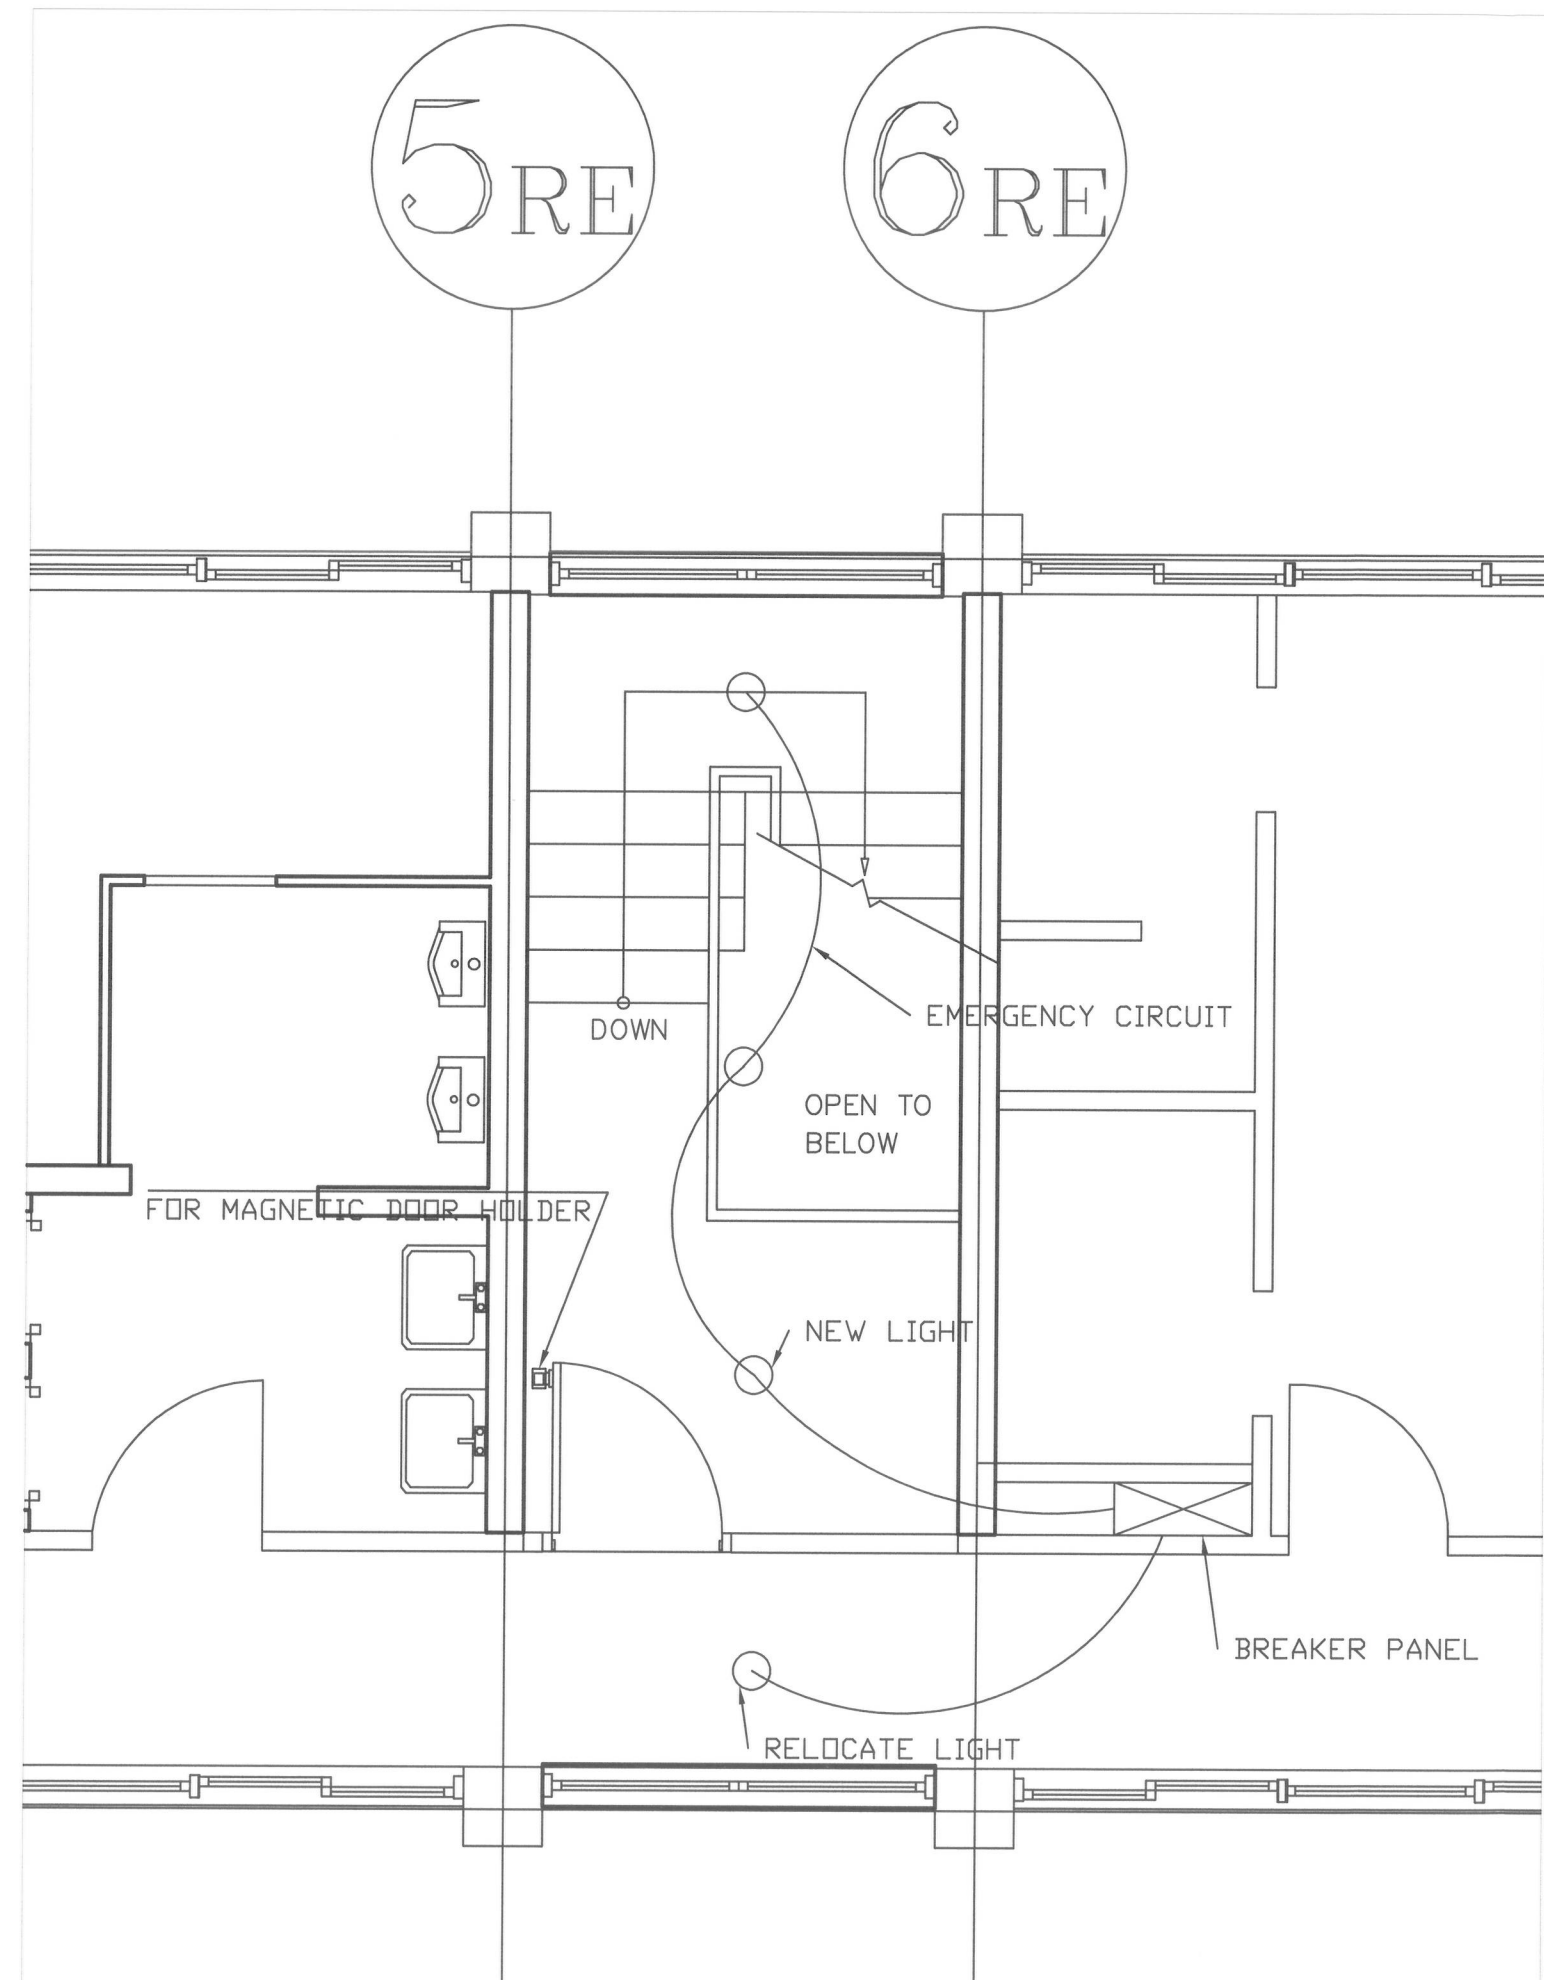 5RE
6RE
DOWN
EMERGENCY CIRCUIT
OPEN TO
BELOW
FOR MAGNETIC DOOR HOLDER
NEW LIGHT
BREAKER PANEL
RELOCATE LIGHT